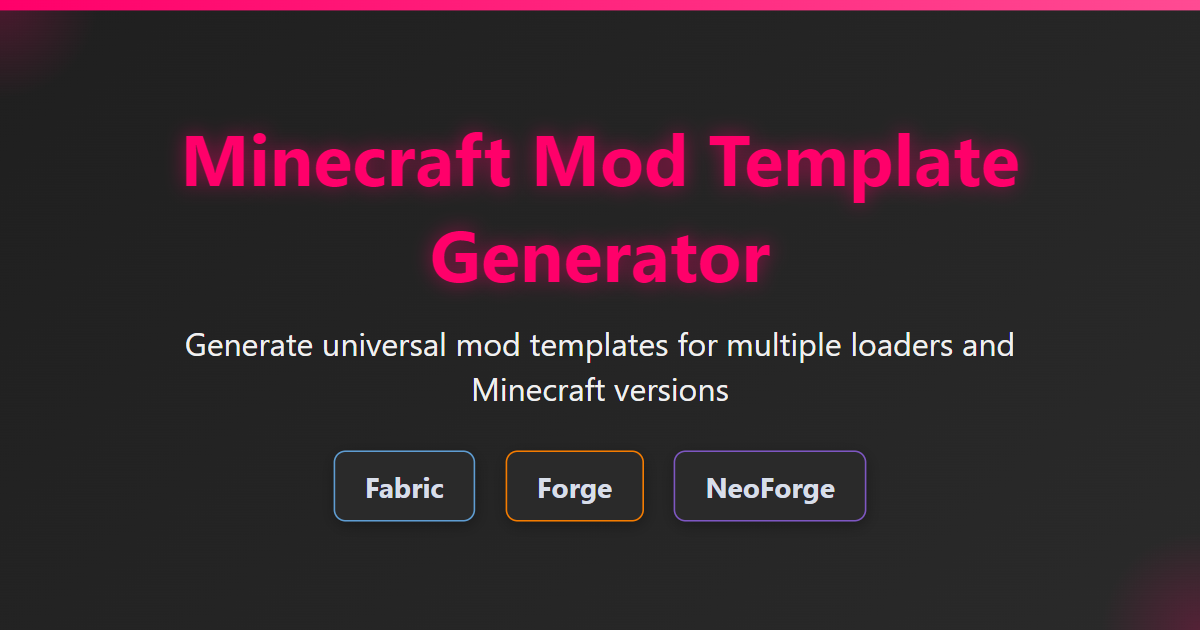 Minecraft Mod Template
Generator
Generate universal mod templates for multiple loaders and
Minecraft versions
Fabric
Forge
NeoForge